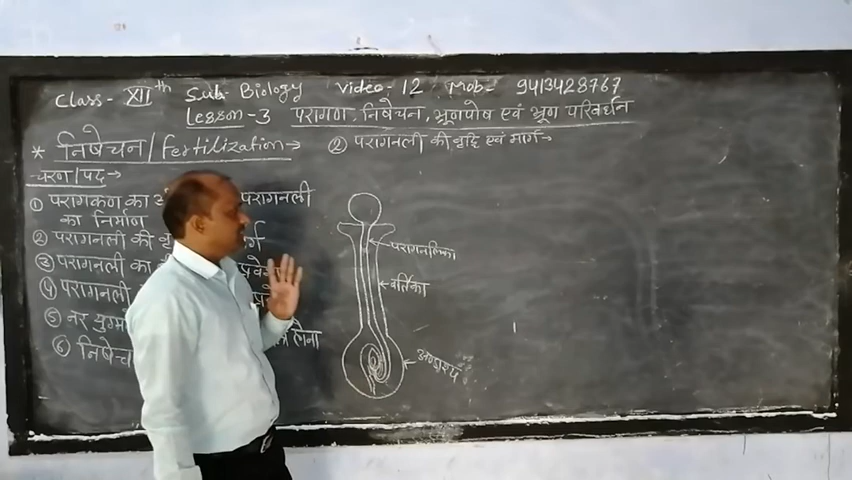 Class - XIIth Sub- Biology Video - 12 Mob- 9413428767
Lesson -3 परागण, निषेचन, भ्रूणपोष एवं भ्रूण परिवर्धन
* निषेचन / fertilization →
② परागनली की वृद्धि एवं मार्ग-
चरण / पद →
① परागकण का परागनली
का निर्माण
② परागनली की
③ परागनली का
④ परागनली
⑤ नर
⑥
परागनलिका
वर्तिका
अण्डाशय